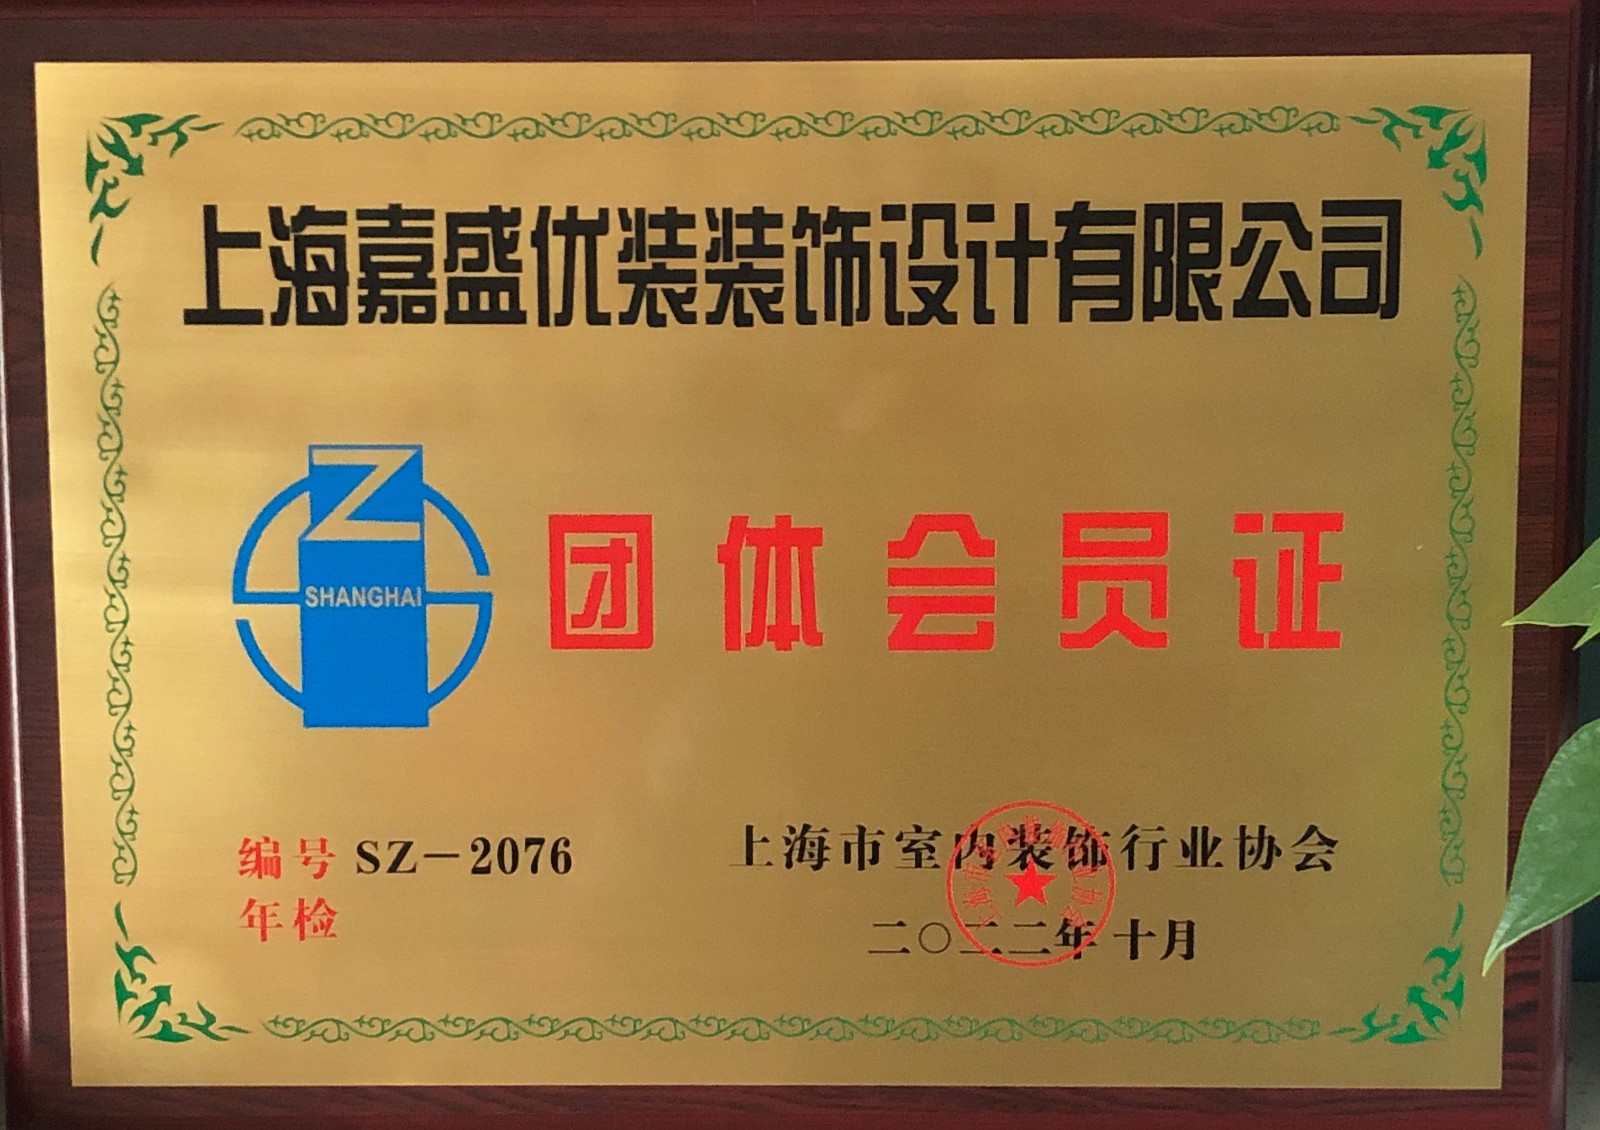 上海嘉盛优装装饰设计有限公司
Z
SHANGHAI
团体会员证
编号 SZ－2076
年检
上海市室内装饰行业协会
二〇二二年十月